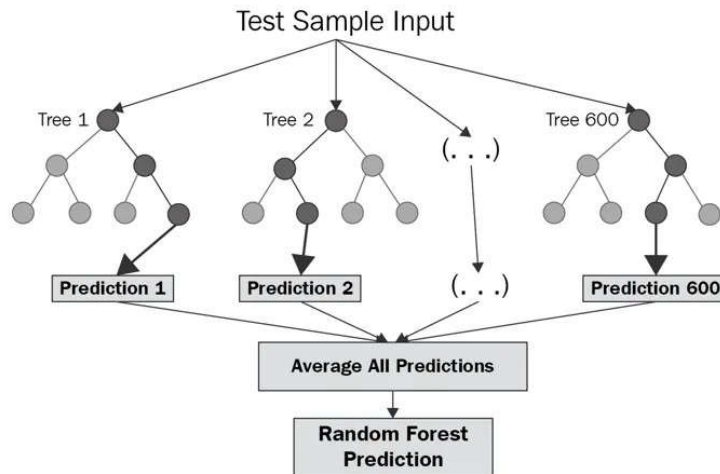 Test Sample Input
Tree 1
Tree 2
(. . .)
Tree 600
Prediction 1
Prediction 2
(. . .)
Prediction 600
Average All Predictions
Random Forest
Prediction